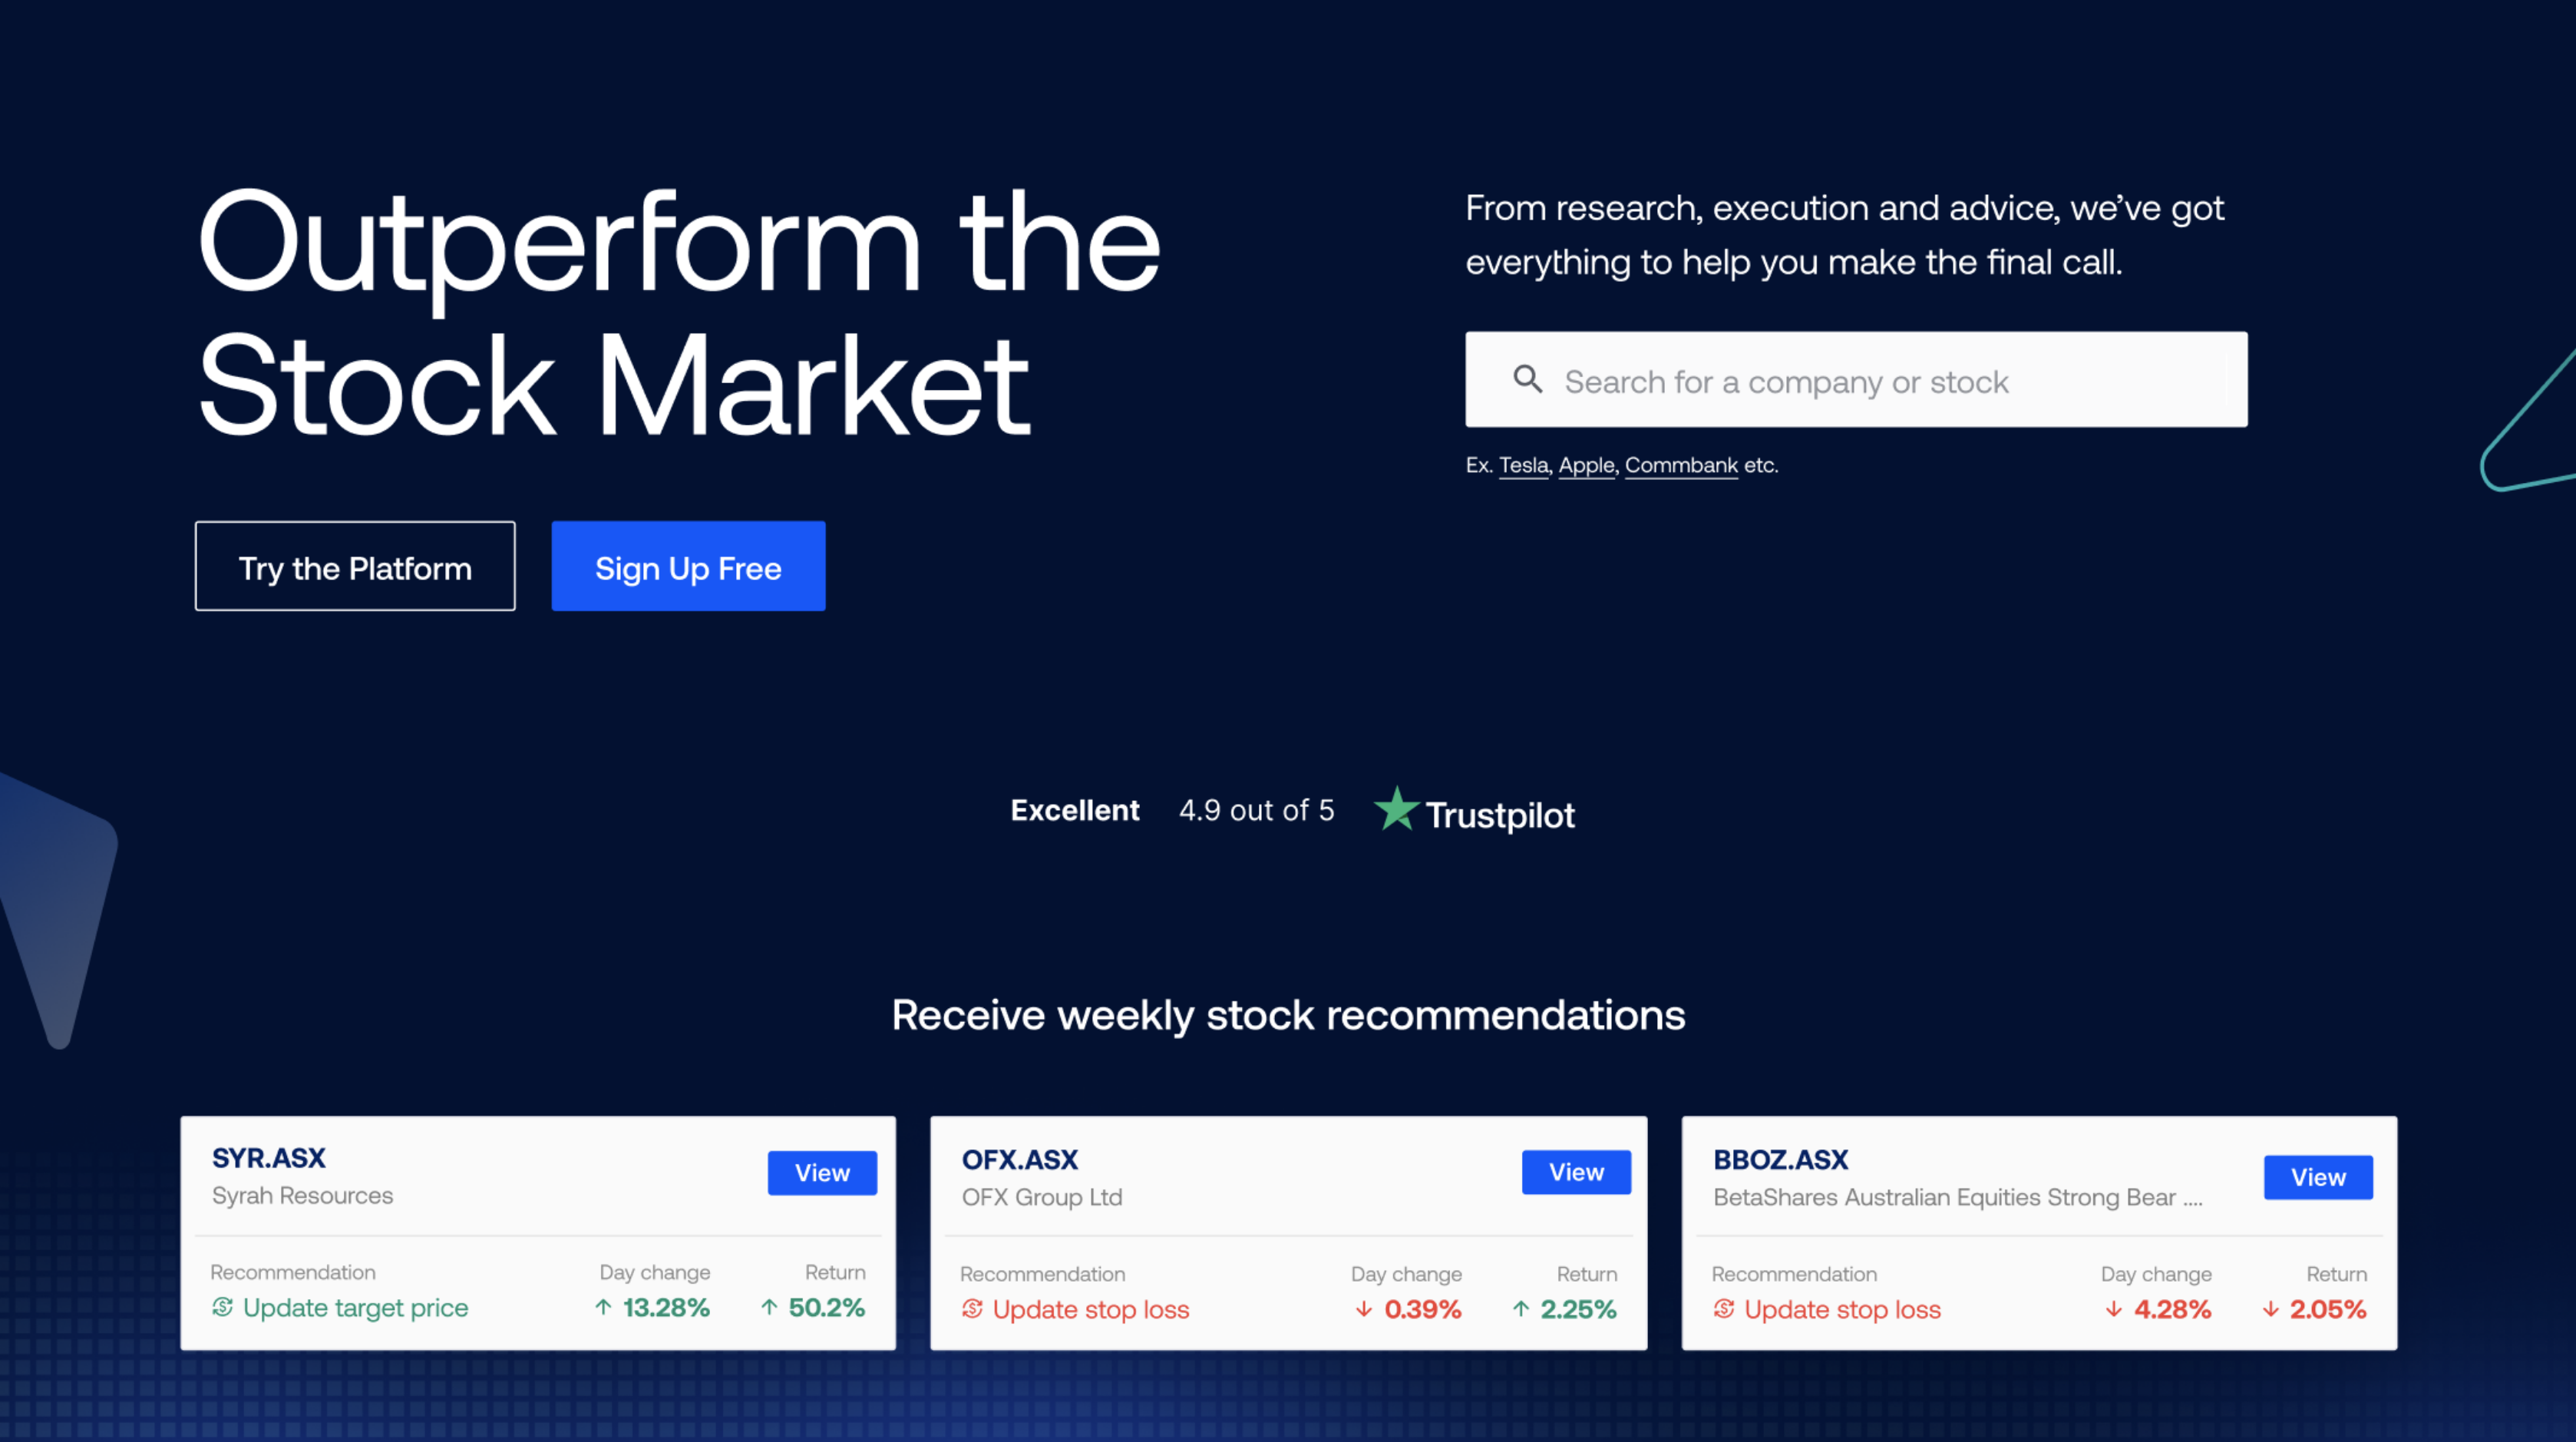 Outperform the
Stock Market
Try the Platform
Sign Up Free
From research, execution and advice, we’ve got
everything to help you make the final call.
Search for a company or stock
Ex. Tesla, Apple, Commbank etc.
Excellent 4.9 out of 5 Trustpilot
Receive weekly stock recommendations
SYR.ASX
Syrah Resources
View
Recommendation Day change Return
Update target price ↑ 13.28% ↑ 50.2%
OFX.ASX
OFX Group Ltd
View
Recommendation Day change Return
Update stop loss ↓ 0.39% ↑ 2.25%
BBOZ.ASX
BetaShares Australian Equities Strong Bear ....
View
Recommendation Day change Return
Update stop loss ↓ 4.28% ↓ 2.05%